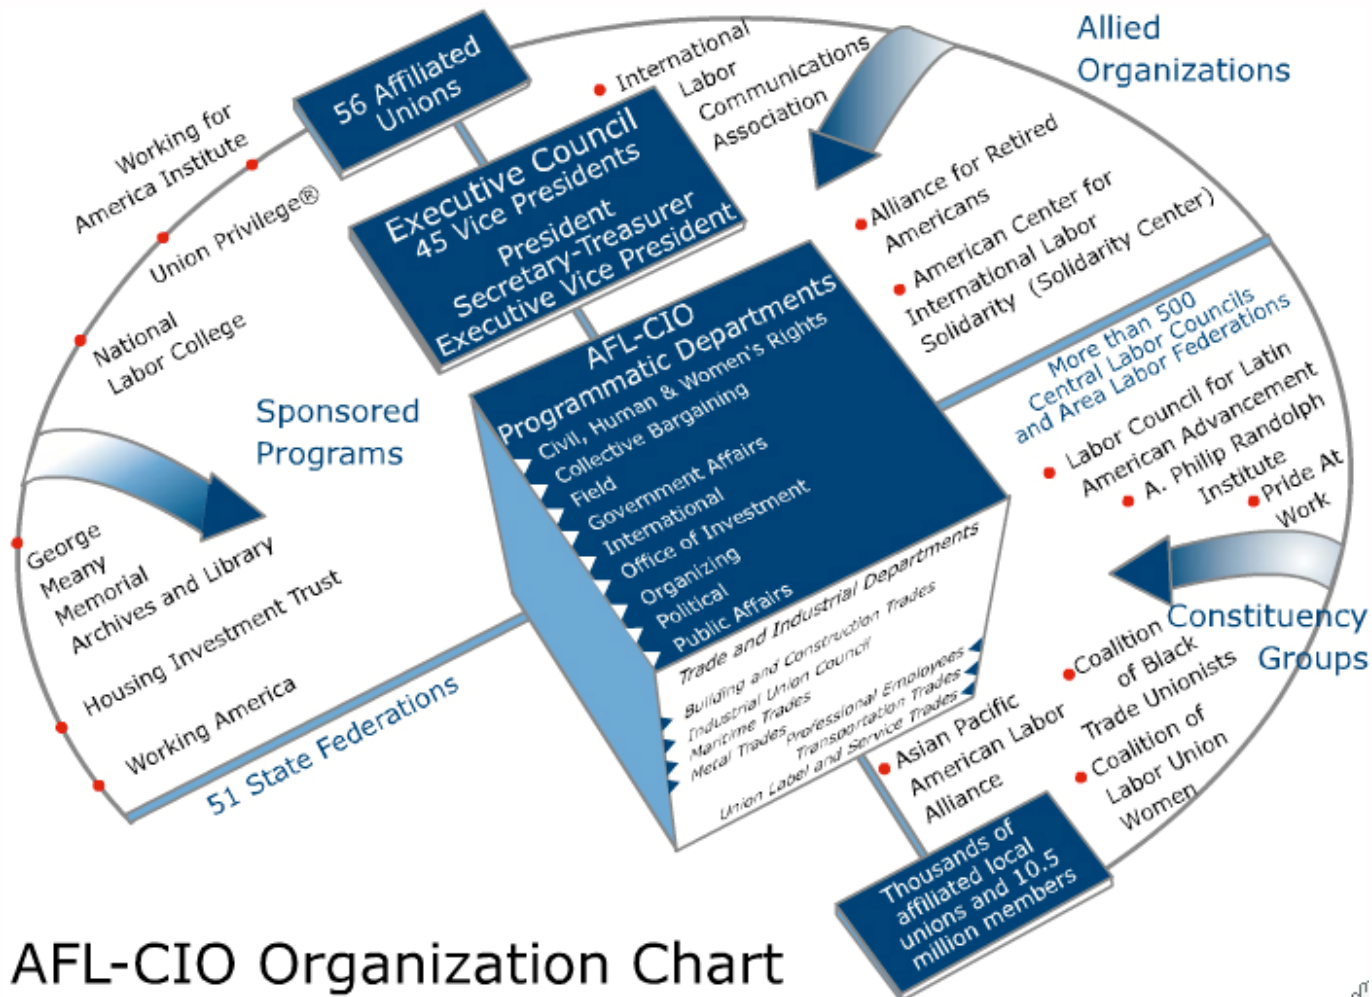 56 Affiliated
Unions
Executive Council
45 Vice Presidents
President
Secretary-Treasurer
Executive Vice President
AFL-CIO
Programmatic Departments
Civil, Human & Women's Rights
Collective Bargaining
Field
Government Affairs
International
Office of Investment
Organizing
Political
Public Affairs
Trade and Industrial Departments
Building and Construction Trades
Industrial Union Council
Maritime Trades
Metal Trades
Professional Employees
Transportation Trades
Union Label and Service Trades
Allied
Organizations
International
Labor
Communications
Association
Alliance for Retired
Americans
American Center for
International Labor
Solidarity (Solidarity Center)
More than 500
Central Labor Councils
and Area Labor Federations
Labor Council for Latin
American Advancement
A. Philip Randolph
Institute
Pride At
Work
Constituency
Groups
Coalition
of Black
Trade Unionists
Coalition of
Labor Union
Women
Asian Pacific
American Labor
Alliance
Thousands of
affiliated local
unions and 10.5
million members
Working for
America Institute
Union Privilege®
National
Labor College
Sponsored
Programs
George
Meany
Memorial
Archives and Library
Housing Investment Trust
Working America
51 State Federations
AFL-CIO Organization Chart